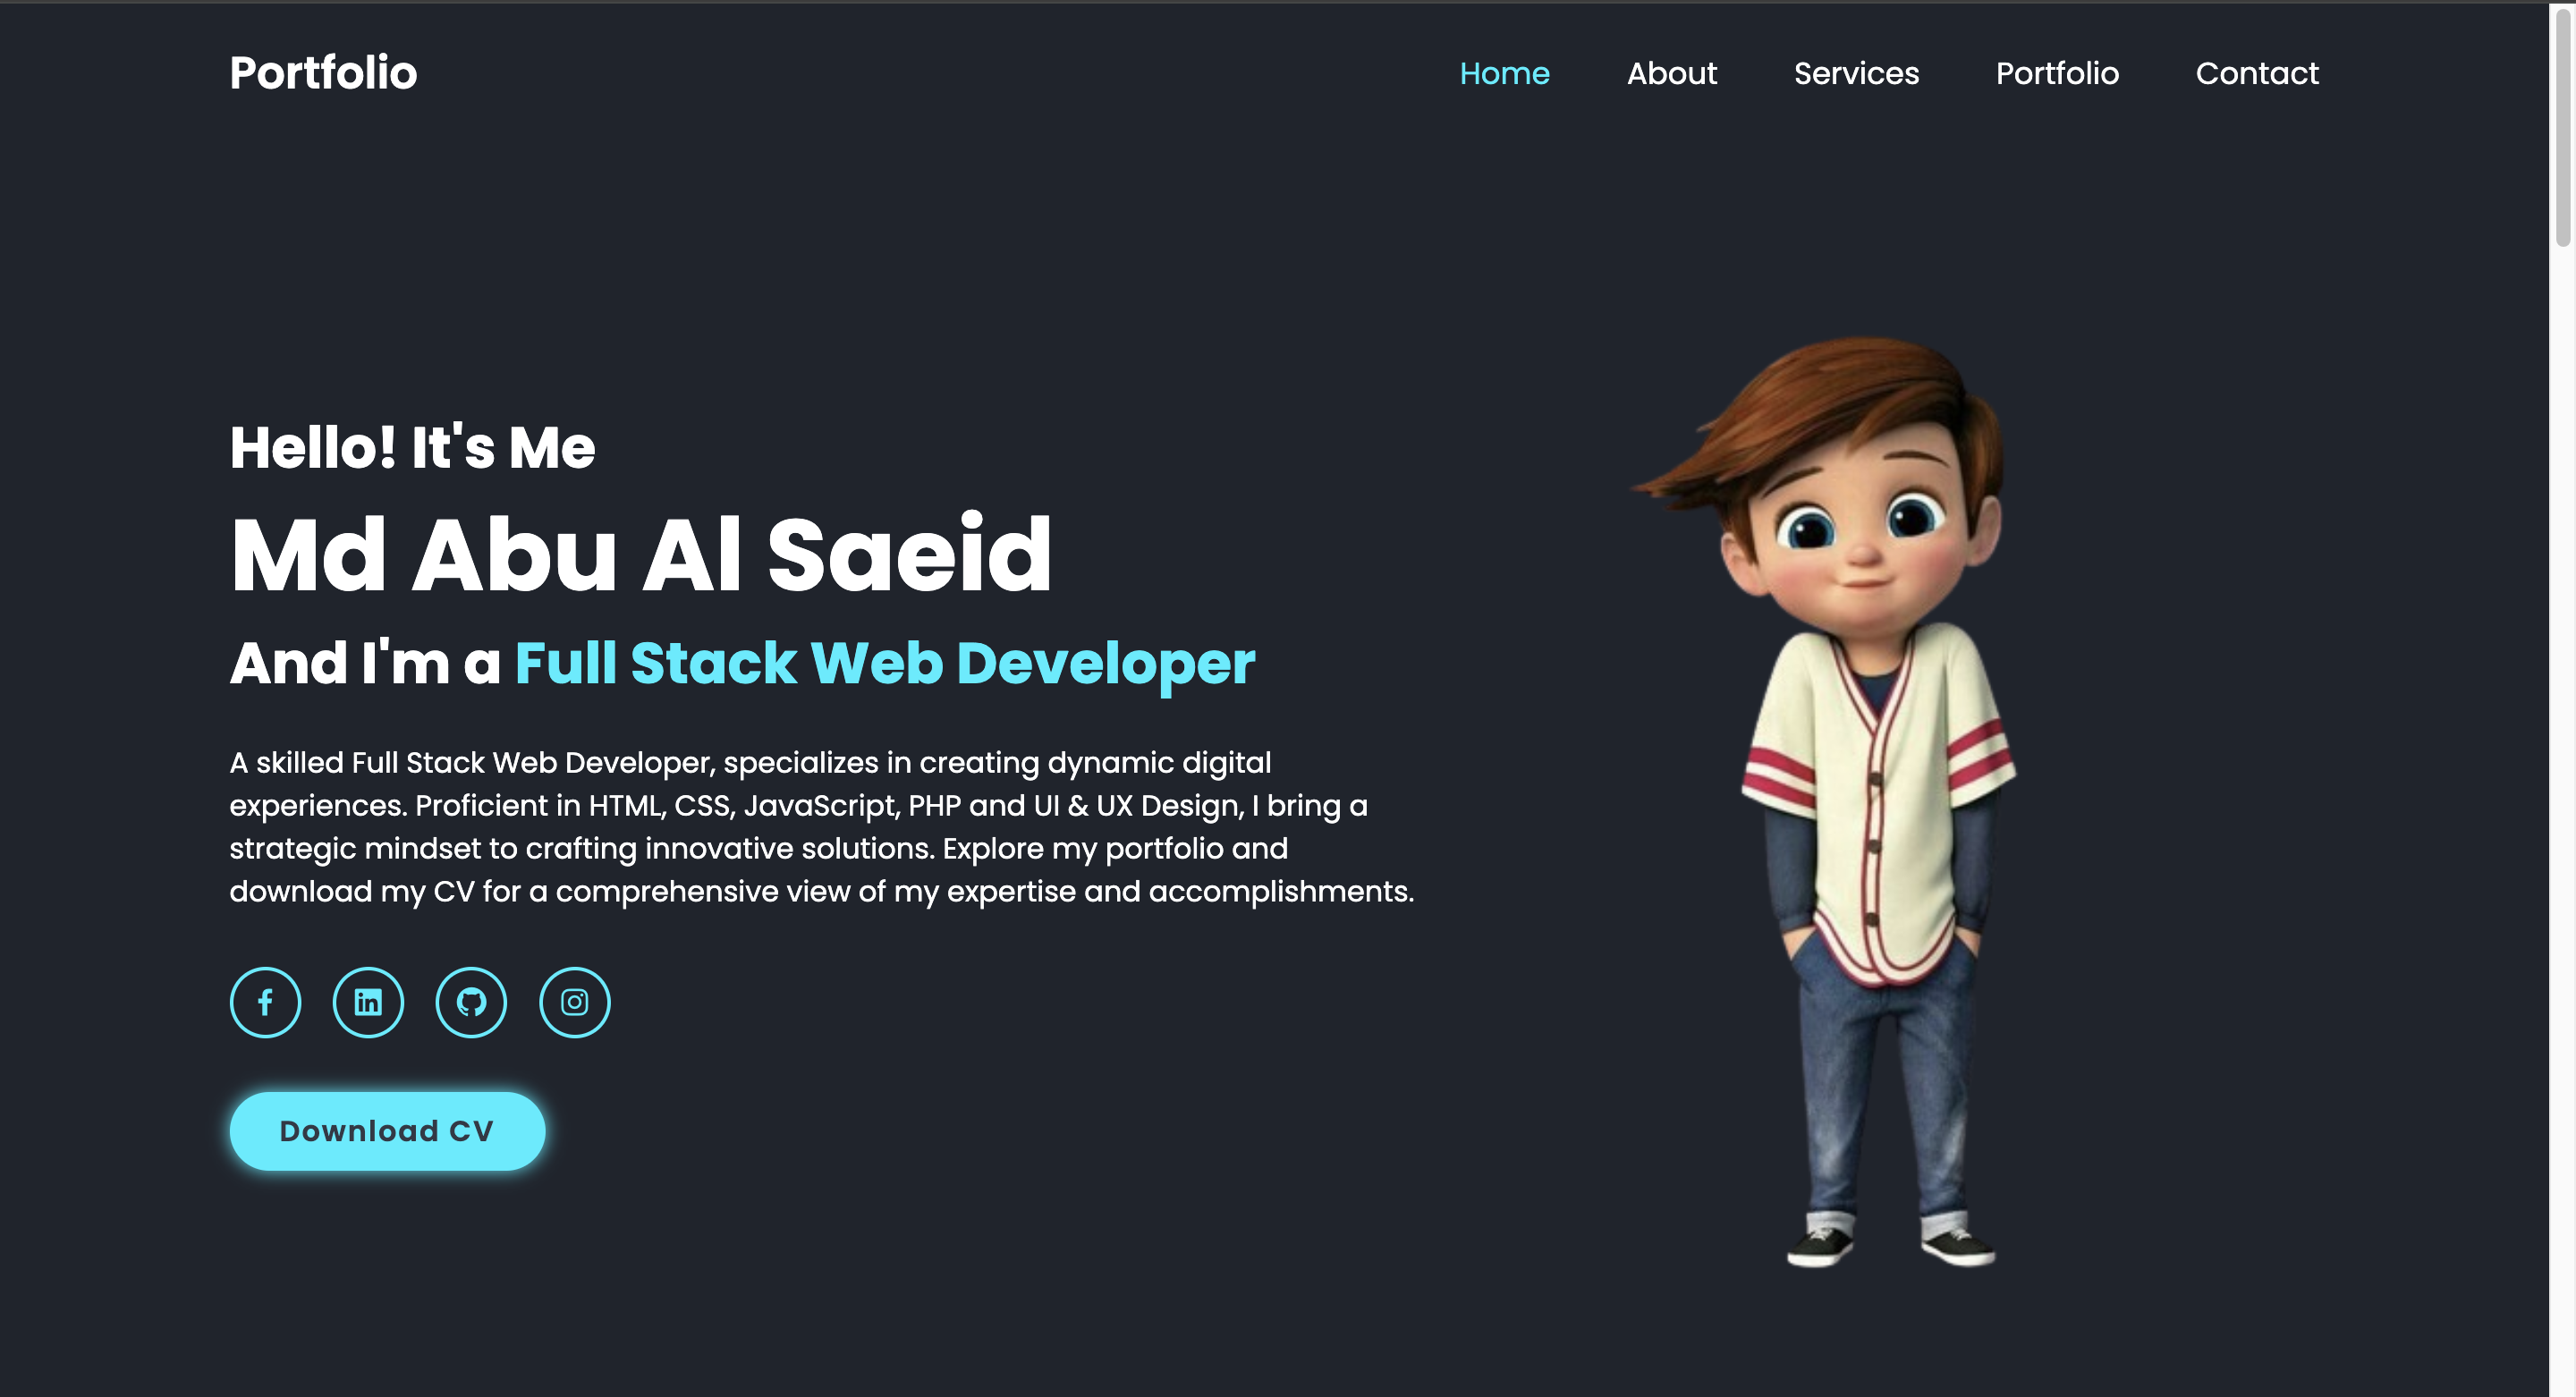 Portfolio
Home About Services Portfolio Contact
Hello! It's Me
Md Abu Al Saeid
And I'm a Full Stack Web Developer
A skilled Full Stack Web Developer, specializes in creating dynamic digital
experiences. Proficient in HTML, CSS, JavaScript, PHP and UI & UX Design, I bring a
strategic mindset to crafting innovative solutions. Explore my portfolio and
download my CV for a comprehensive view of my expertise and accomplishments.
Download CV